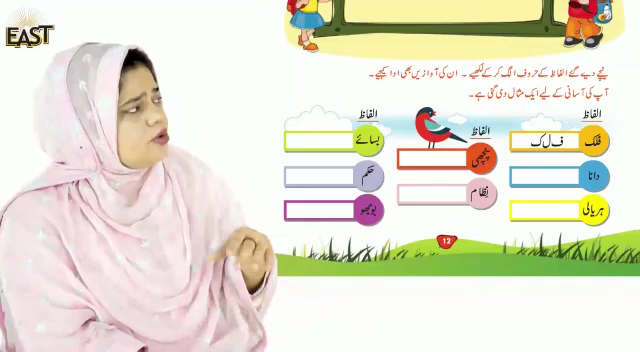 EAST
نیچے دیے گئے الفاظ کے حروف الگ کر کے لکھیے۔ ان کی آوازیں بھی ادا کیجیے۔
آپ کی آسانی کے لیے ایک مثال دی گئی ہے۔
الفاظ
فلک
ف ل ک
دانا
ہریالی
الفاظ
پنچھی
نظام
الفاظ
بسائے
حکم
بوجھو
12